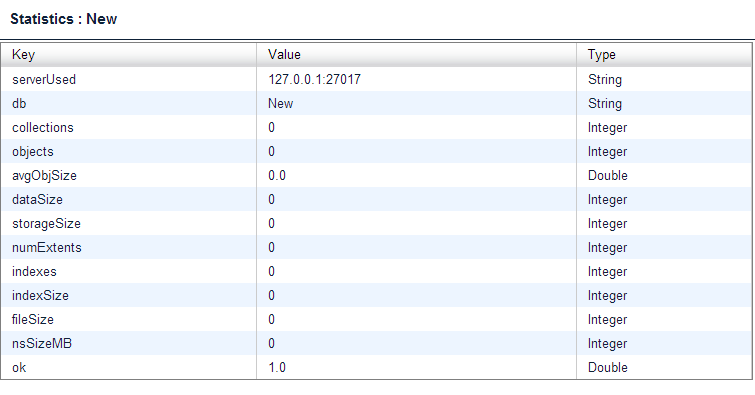 Statistics : New
Key Value Type
serverUsed 127.0.0.1:27017 String
db New String
collections 0 Integer
objects 0 Integer
avgObjSize 0.0 Double
dataSize 0 Integer
storageSize 0 Integer
numExtents 0 Integer
indexes 0 Integer
indexSize 0 Integer
fileSize 0 Integer
nsSizeMB 0 Integer
ok 1.0 Double